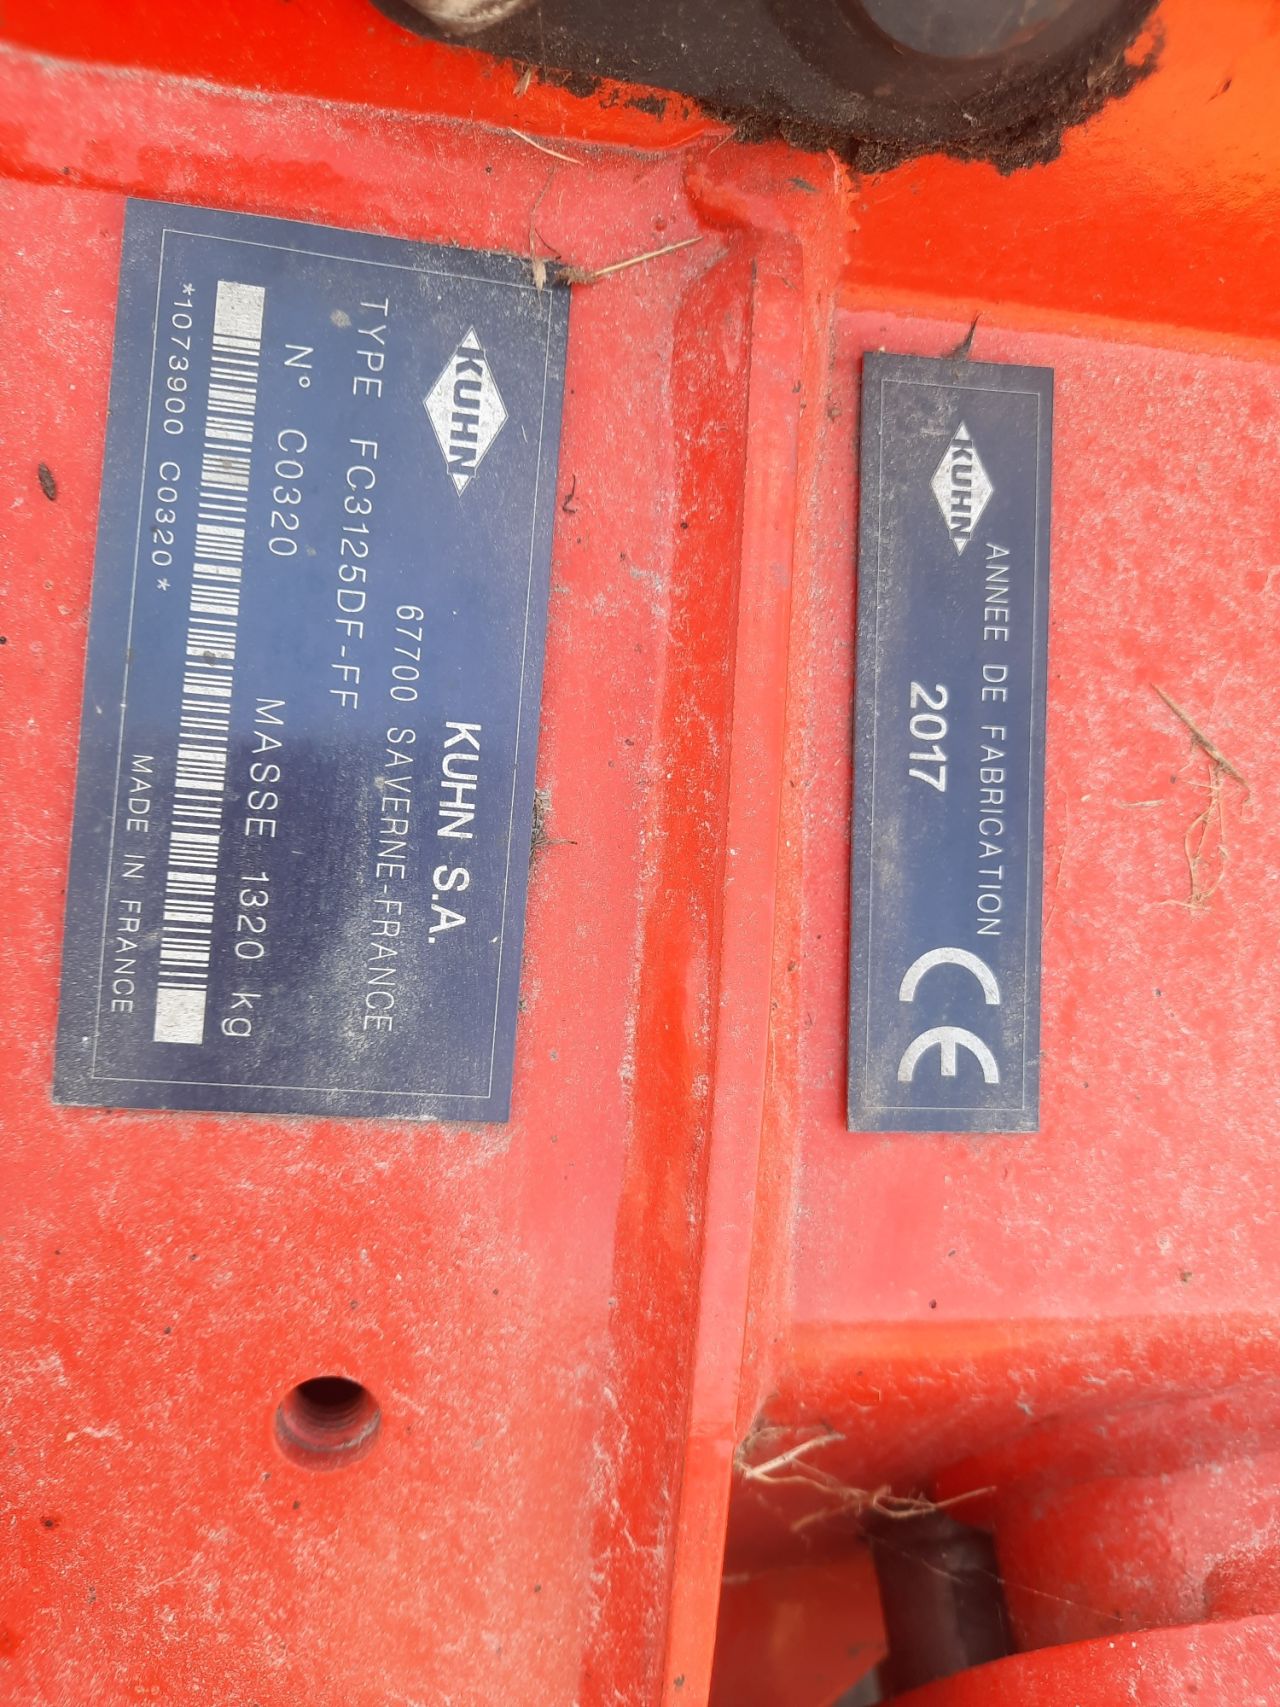 KUHN
KUHN S.A.
67700 SAVERNE-FRANCE
TYPE FC3125DF-FF
N° C0320 MASSE 1320 kg
*1073900 C0320*
MADE IN FRANCE
KUHN
ANNEE DE FABRICATION
2017
CE